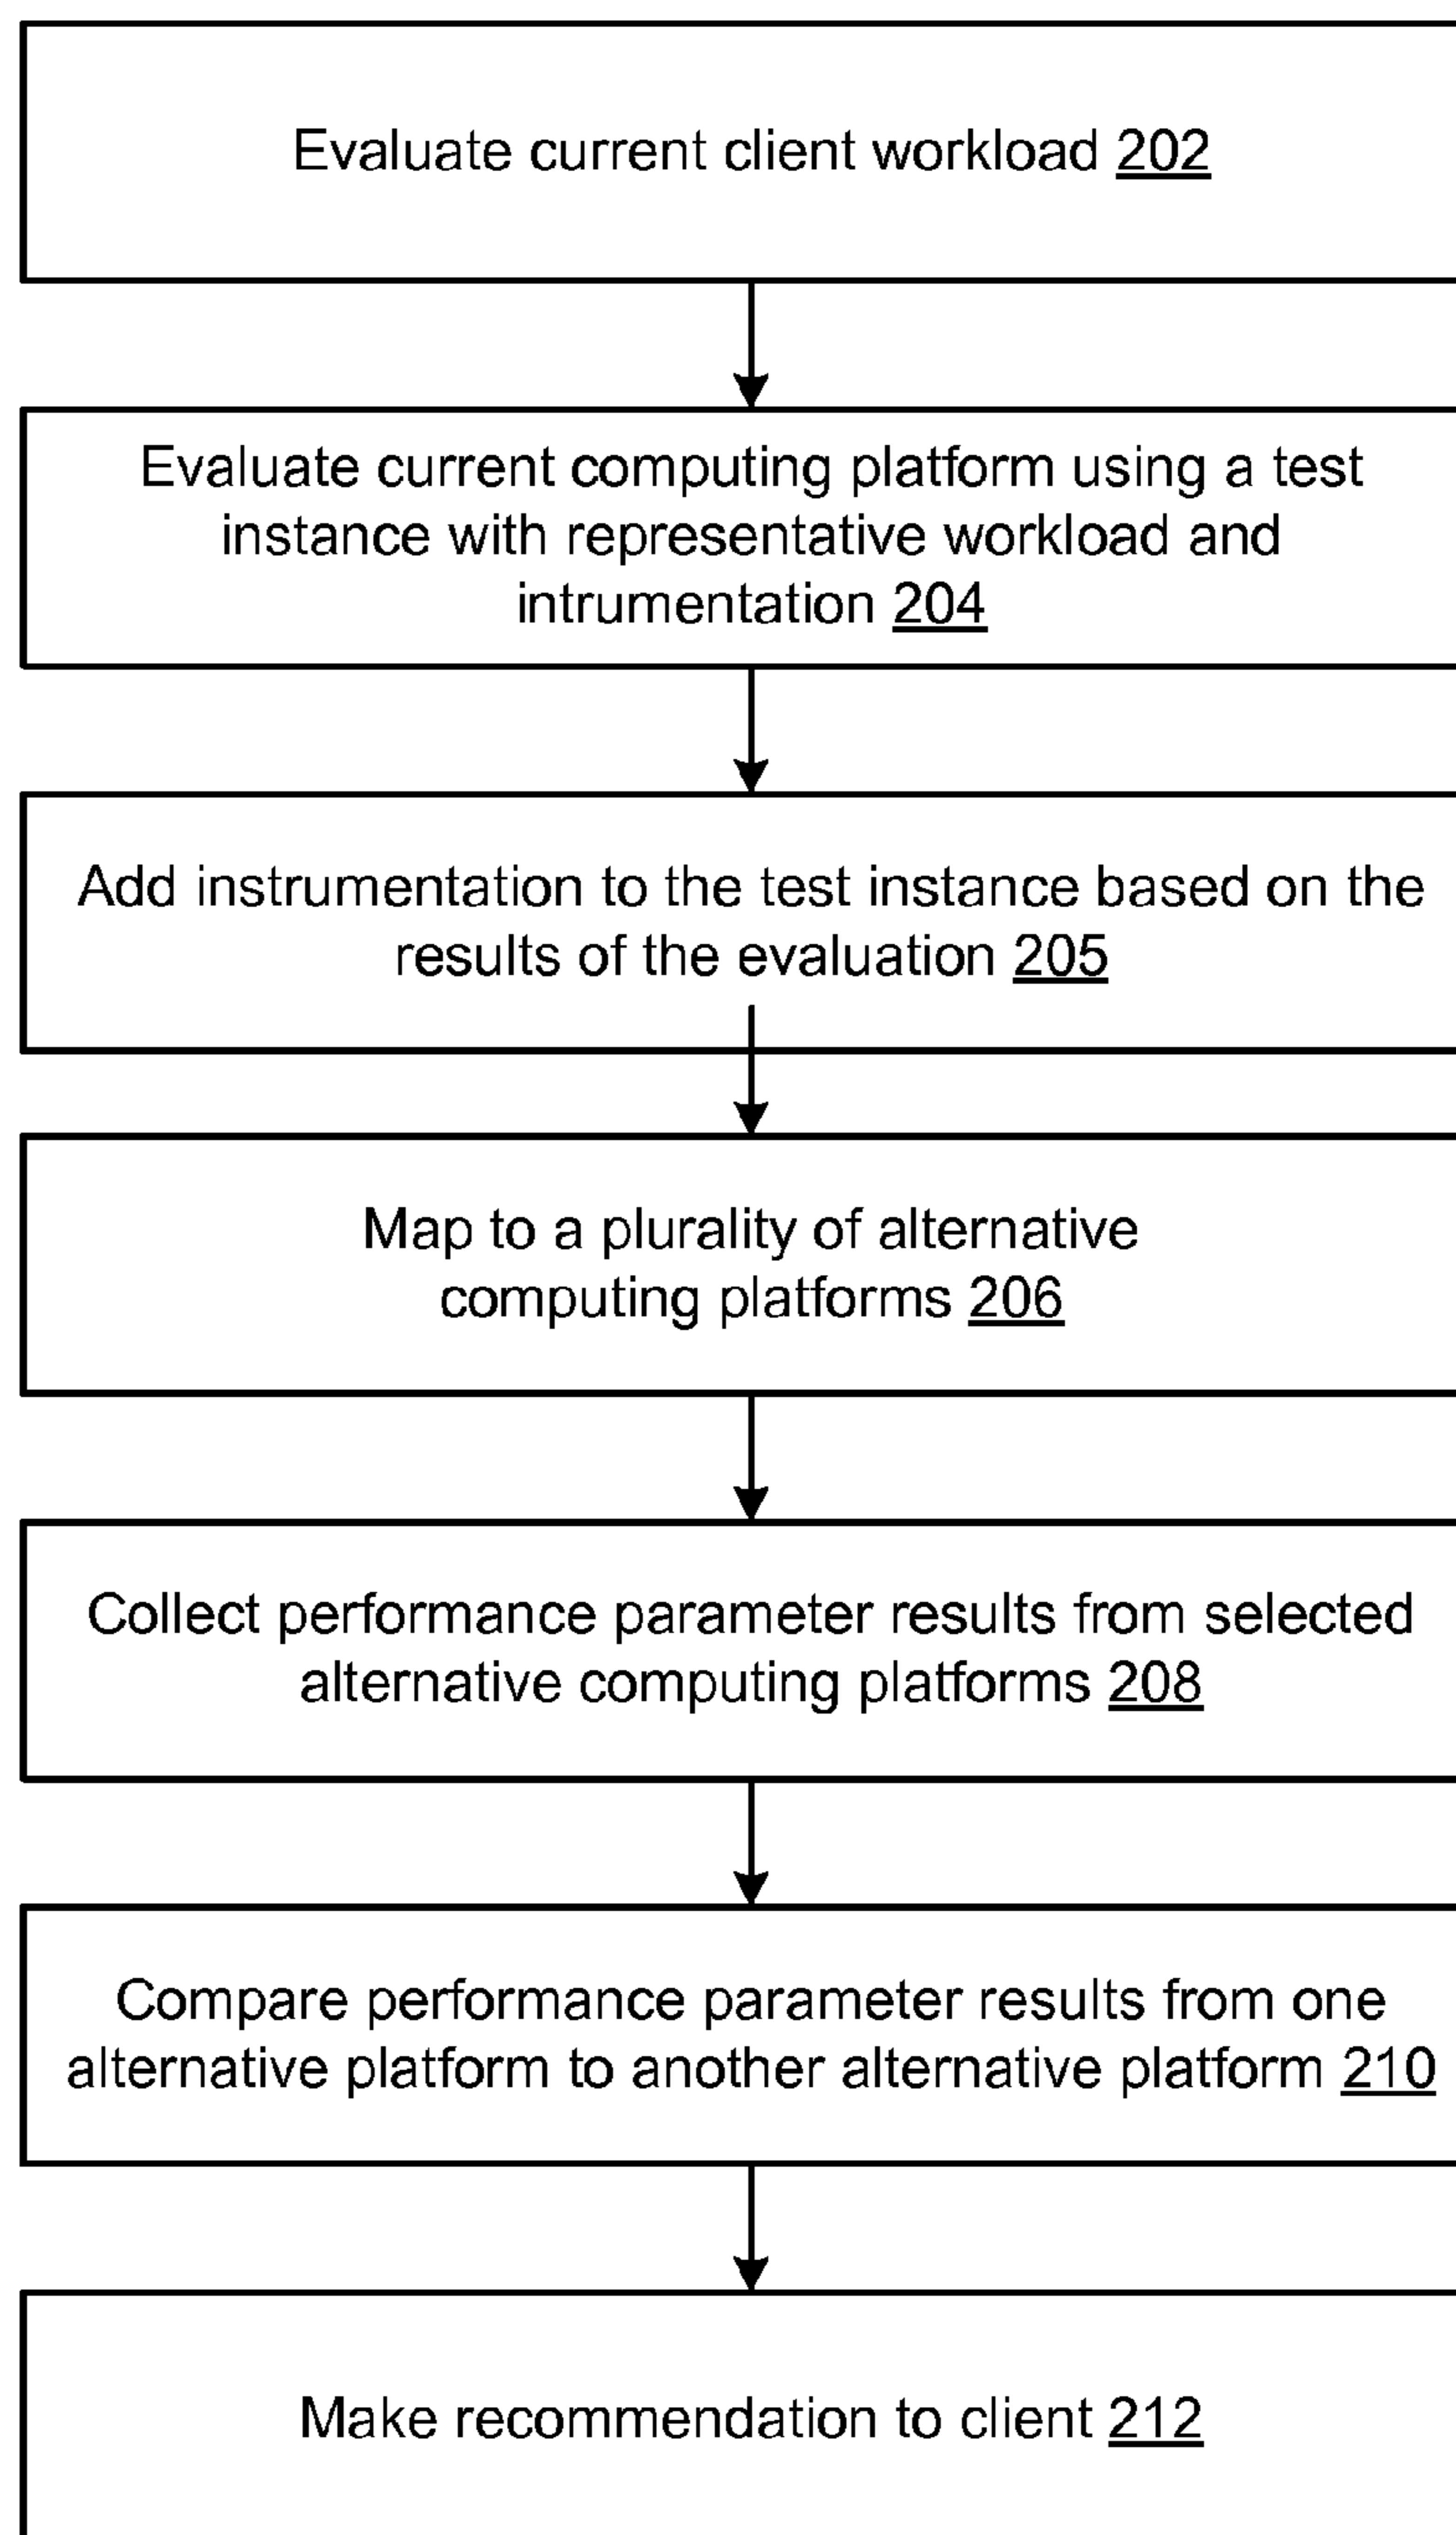 Evaluate current client workload 202
Evaluate current computing platform using a test
instance with representative workload and
intrumentation 204
Add instrumentation to the test instance based on the
results of the evaluation 205
Map to a plurality of alternative
computing platforms 206
Collect performance parameter results from selected
alternative computing platforms 208
Compare performance parameter results from one
alternative platform to another alternative platform 210
Make recommendation to client 212